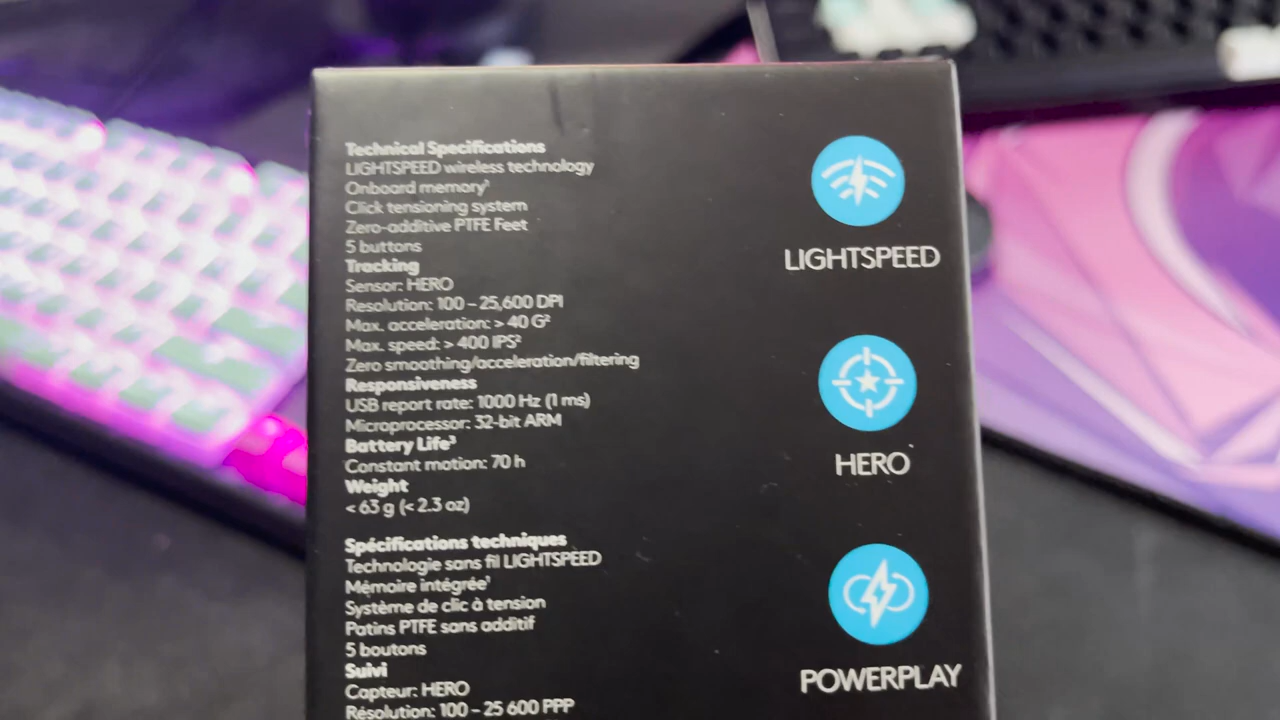 Technical Specifications
LIGHTSPEED wireless technology
Onboard memory¹
Click tensioning system
Zero-additive PTFE Feet
5 buttons
Tracking
Sensor: HERO
Resolution: 100 – 25,600 DPI
Max. acceleration: > 40 G²
Max. speed: > 400 IPS²
Zero smoothing/acceleration/filtering
Responsiveness
USB report rate: 1000 Hz (1 ms)
Microprocessor: 32-bit ARM
Battery Life³
Constant motion: 70 h
Weight
< 63 g (< 2.3 oz)
Spécifications techniques
Technologie sans fil LIGHTSPEED
Mémoire intégrée¹
Système de clic à tension
Patins PTFE sans additif
5 boutons
Suivi
Capteur: HERO
Résolution: 100 – 25 600 PPP
LIGHTSPEED
HERO
POWERPLAY